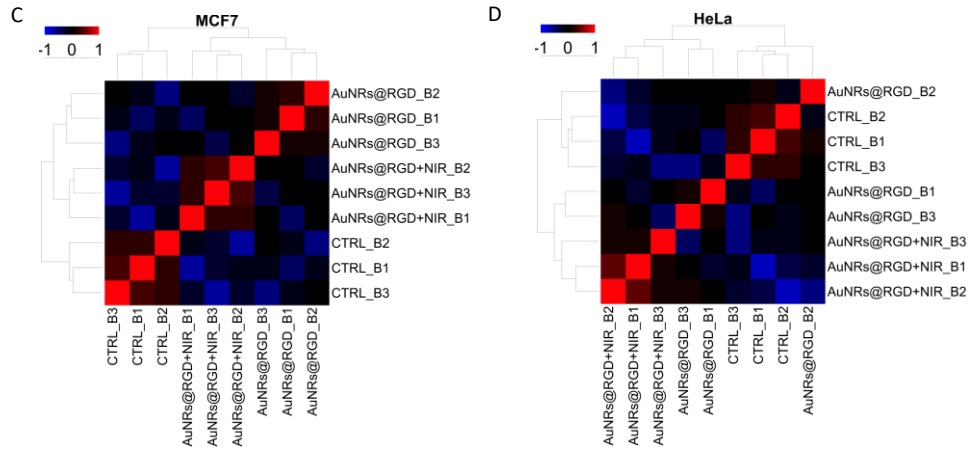 C
MCF7
-1 0 1
AuNRs@RGD_B2
AuNRs@RGD_B1
AuNRs@RGD_B3
AuNRs@RGD+NIR_B2
AuNRs@RGD+NIR_B3
AuNRs@RGD+NIR_B1
CTRL_B2
CTRL_B1
CTRL_B3
CTRL_B3
CTRL_B1
CTRL_B2
AuNRs@RGD+NIR_B1
AuNRs@RGD+NIR_B3
AuNRs@RGD+NIR_B2
AuNRs@RGD_B3
AuNRs@RGD_B1
AuNRs@RGD_B2
D
HeLa
-1 0 1
AuNRs@RGD_B2
CTRL_B2
CTRL_B1
CTRL_B3
AuNRs@RGD_B1
AuNRs@RGD_B3
AuNRs@RGD+NIR_B3
AuNRs@RGD+NIR_B1
AuNRs@RGD+NIR_B2
AuNRs@RGD+NIR_B2
AuNRs@RGD+NIR_B1
AuNRs@RGD+NIR_B3
AuNRs@RGD_B3
AuNRs@RGD_B1
CTRL_B3
CTRL_B1
CTRL_B2
AuNRs@RGD_B2